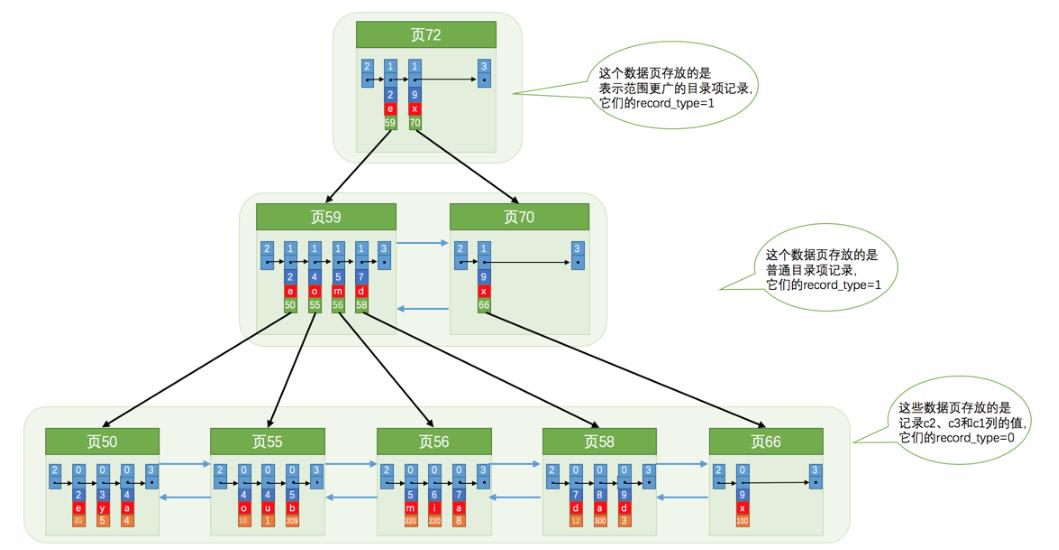 页72
2 1 1 3
2 9
e x
59 70
这个数据页存放的是
表示范围更广的目录项记录,
它们的record_type=1
页59 页70
2 1 1 1 1 3 2 1 3
2 4 5 7 9
e o m d x
50 55 56 58 66
这个数据页存放的是
普通目录项记录,
它们的record_type=1
页50 页55 页56 页58 页66
2 0 0 0 3 2 0 0 0 3 2 0 0 0 3 2 0 0 0 3 2 0 3
2 3 4 4 4 5 5 6 7 7 8 9 9
e y a o u b m i a d a d x
20 5 4 10 1 209 320 220 8 12 300 3 100
这些数据页存放的是
记录c2、c3和c1列的值,
它们的record_type=0